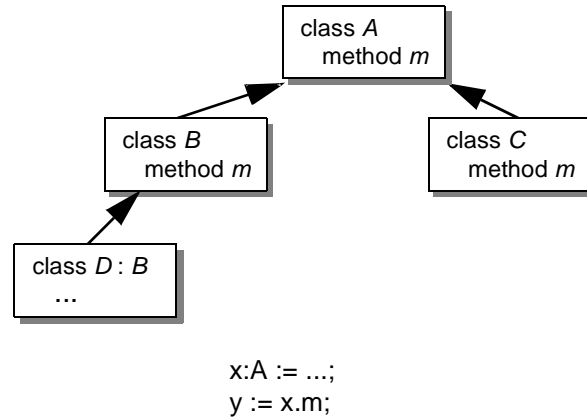 class A
method m
class B
method m
class C
method m
class D : B
...
x:A := ...;
y := x.m;